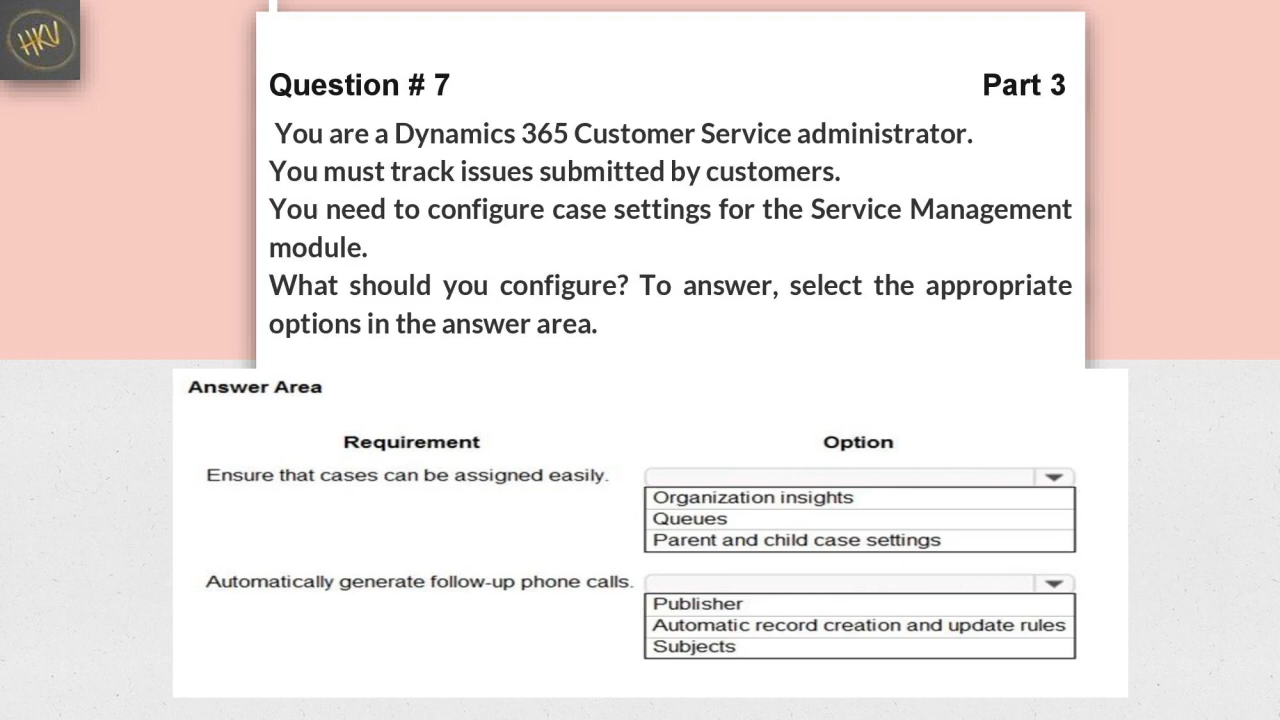 HKV
Question # 7 Part 3
You are a Dynamics 365 Customer Service administrator.
You must track issues submitted by customers.
You need to configure case settings for the Service Management
module.
What should you configure? To answer, select the appropriate
options in the answer area.
Answer Area
Requirement Option
Ensure that cases can be assigned easily.
Organization insights
Queues
Parent and child case settings
Automatically generate follow-up phone calls.
Publisher
Automatic record creation and update rules
Subjects